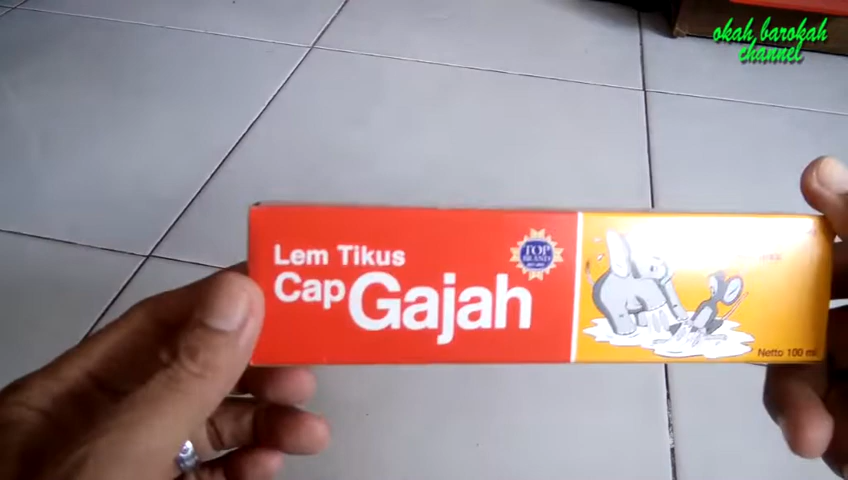 okah barokah
channel
Lem Tikus
Cap Gajah
TOP
BRAND
Netto 100 ml